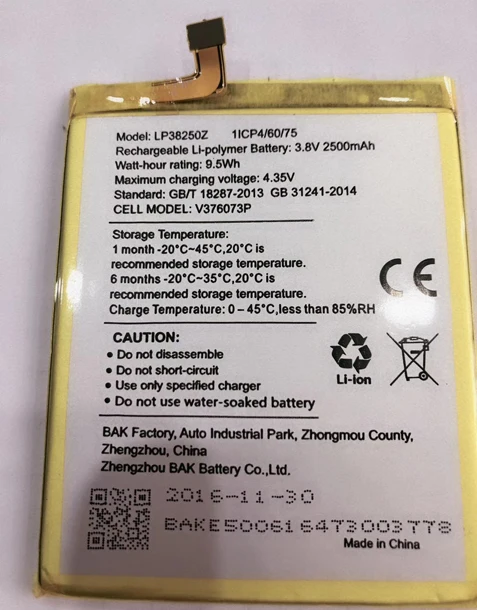 Model: LP38250Z 1ICP4/60/75
Rechargeable Li-polymer Battery: 3.8V 2500mAh
Watt-hour rating: 9.5Wh
Maximum charging voltage: 4.35V
Standard: GB/T 18287-2013 GB 31241-2014
CELL MODEL: V376073P
Storage Temperature:
1 month -20°C~45°C,20°C is
recommended storage temperature.
6 months -20°C~35°C,20°C is
recommended storage temperature.
Charge Temperature: 0 – 45°C,less than 85%RH
CE
CAUTION:
• Do not disassemble
• Do not short-circuit
• Use only specified charger
• Do not use water-soaked battery
Li-ion
BAK Factory, Auto Industrial Park, Zhongmou County,
Zhengzhou, China
Zhengzhou BAK Battery Co.,Ltd.
2016-11-30
BAKE500616473003778
Made in China